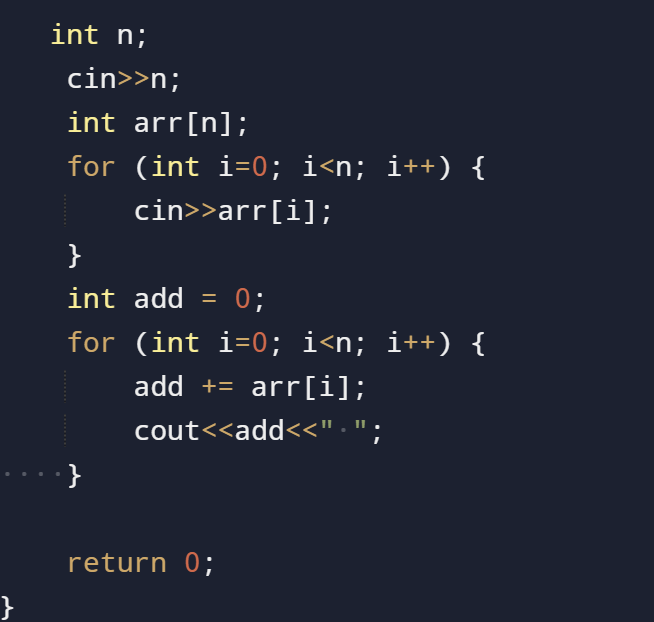 int n;
cin>>n;
int arr[n];
for (int i=0; i<n; i++) {
cin>>arr[i];
}
int add = 0;
for (int i=0; i<n; i++) {
add += arr[i];
cout<<add<<" ";
}
return 0;
}